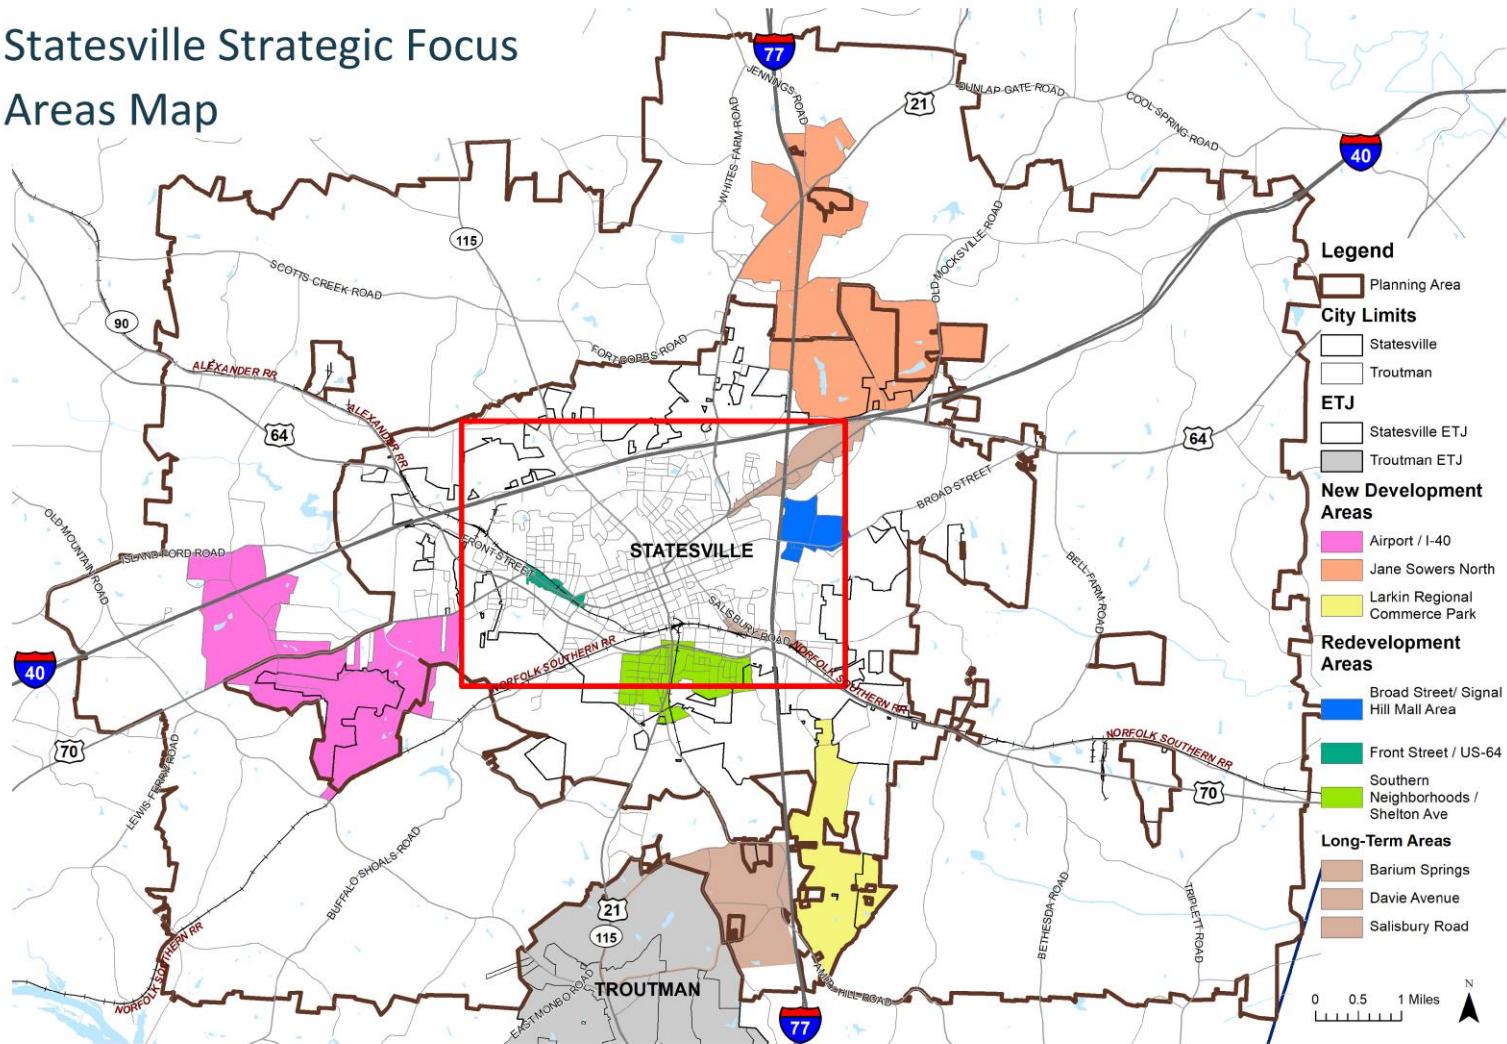 Statesville Strategic Focus
Areas Map
77
JENNINGS ROAD
21
DUNLAP GATE ROAD
COOL SPRING ROAD
40
WHITES FARM ROAD
115
OLD MOCKSVILLE ROAD
SCOTTS CREEK ROAD
90
FORT DOBBS ROAD
ALEXANDER RR
ALEXANDER RR
64
64
BROAD STREET
OLD MOUNTAIN ROAD
ISLAND FORD ROAD
FRONT STREET
STATESVILLE
BELL FARM ROAD
SALISBURY ROAD
NORFOLK SOUTHERN RR
NORFOLK SOUTHERN RR
40
70
LEWIS FERRY ROAD
NORFOLK SOUTHERN RR
70
BUFFALO SHOALS ROAD
BETHESDA ROAD
TRIPLETT ROAD
21
115
NORFOLK SOUTHERN RR
EAST MONBO ROAD
TROUTMAN
AMITY HILL ROAD
77
Legend
Planning Area
City Limits
Statesville
Troutman
ETJ
Statesville ETJ
Troutman ETJ
New Development
Areas
Airport / I-40
Jane Sowers North
Larkin Regional
Commerce Park
Redevelopment
Areas
Broad Street/ Signal
Hill Mall Area
Front Street / US-64
Southern
Neighborhoods /
Shelton Ave
Long-Term Areas
Barium Springs
Davie Avenue
Salisbury Road
N
0 0.5 1 Miles